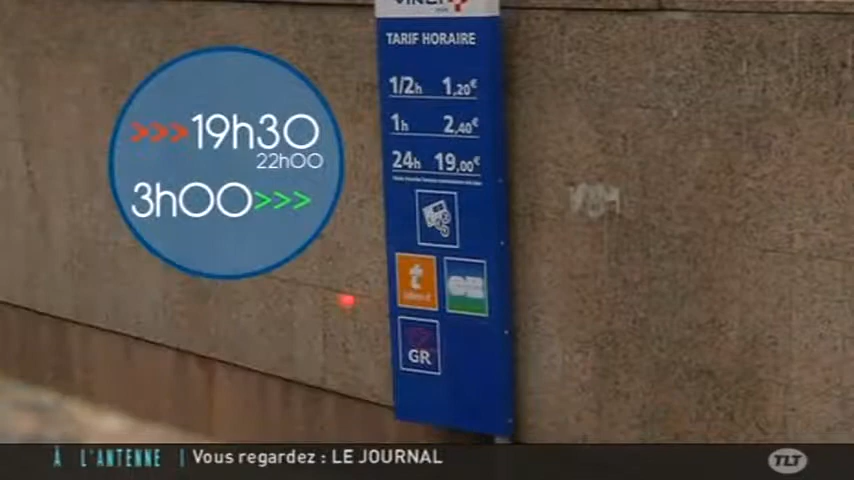 VINCI
TARIF HORAIRE
1/2h 1,20€
1h 2,40€
24h 19,00€
>>>19h30
22h00
3h00>>>
t
CB
GR
À L'ANTENNE | Vous regardez : LE JOURNAL
TLT